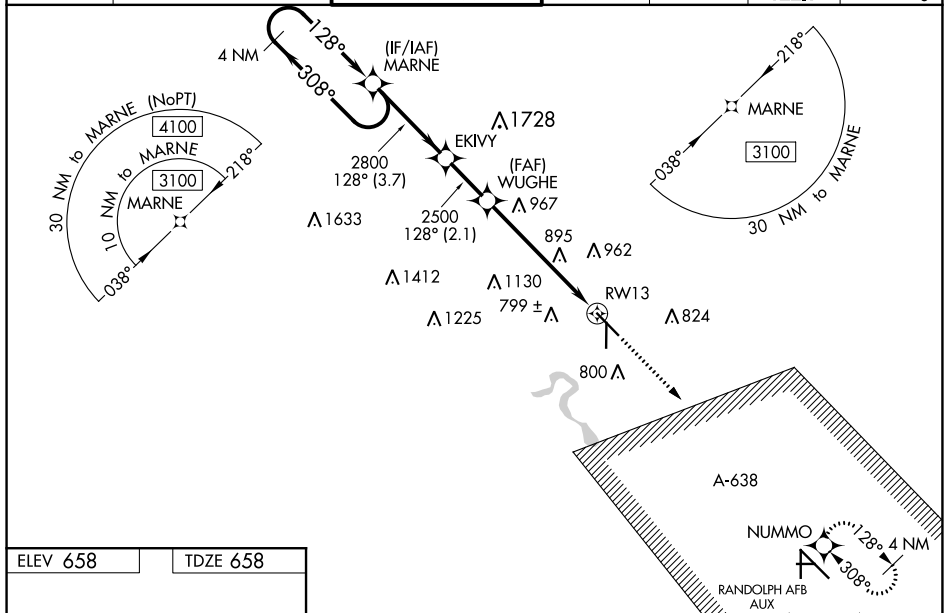 128°
4 NM
308°
(IF/IAF)
MARNE
218°
MARNE
3100
038°
30 NM to MARNE
30 NM to MARNE (NoPT)
4100
10 NM to MARNE
3100
218°
MARNE
038°
1728
EKIVY
2800
128° (3.7)
(FAF)
WUGHE
967
1633
2500
128° (2.1)
895
962
1412
1130
RW13
799 ±
1225
824
800
A-638
NUMMO
128°
4 NM
308°
RANDOLPH AFB
AUX
ELEV 658
TDZE 658